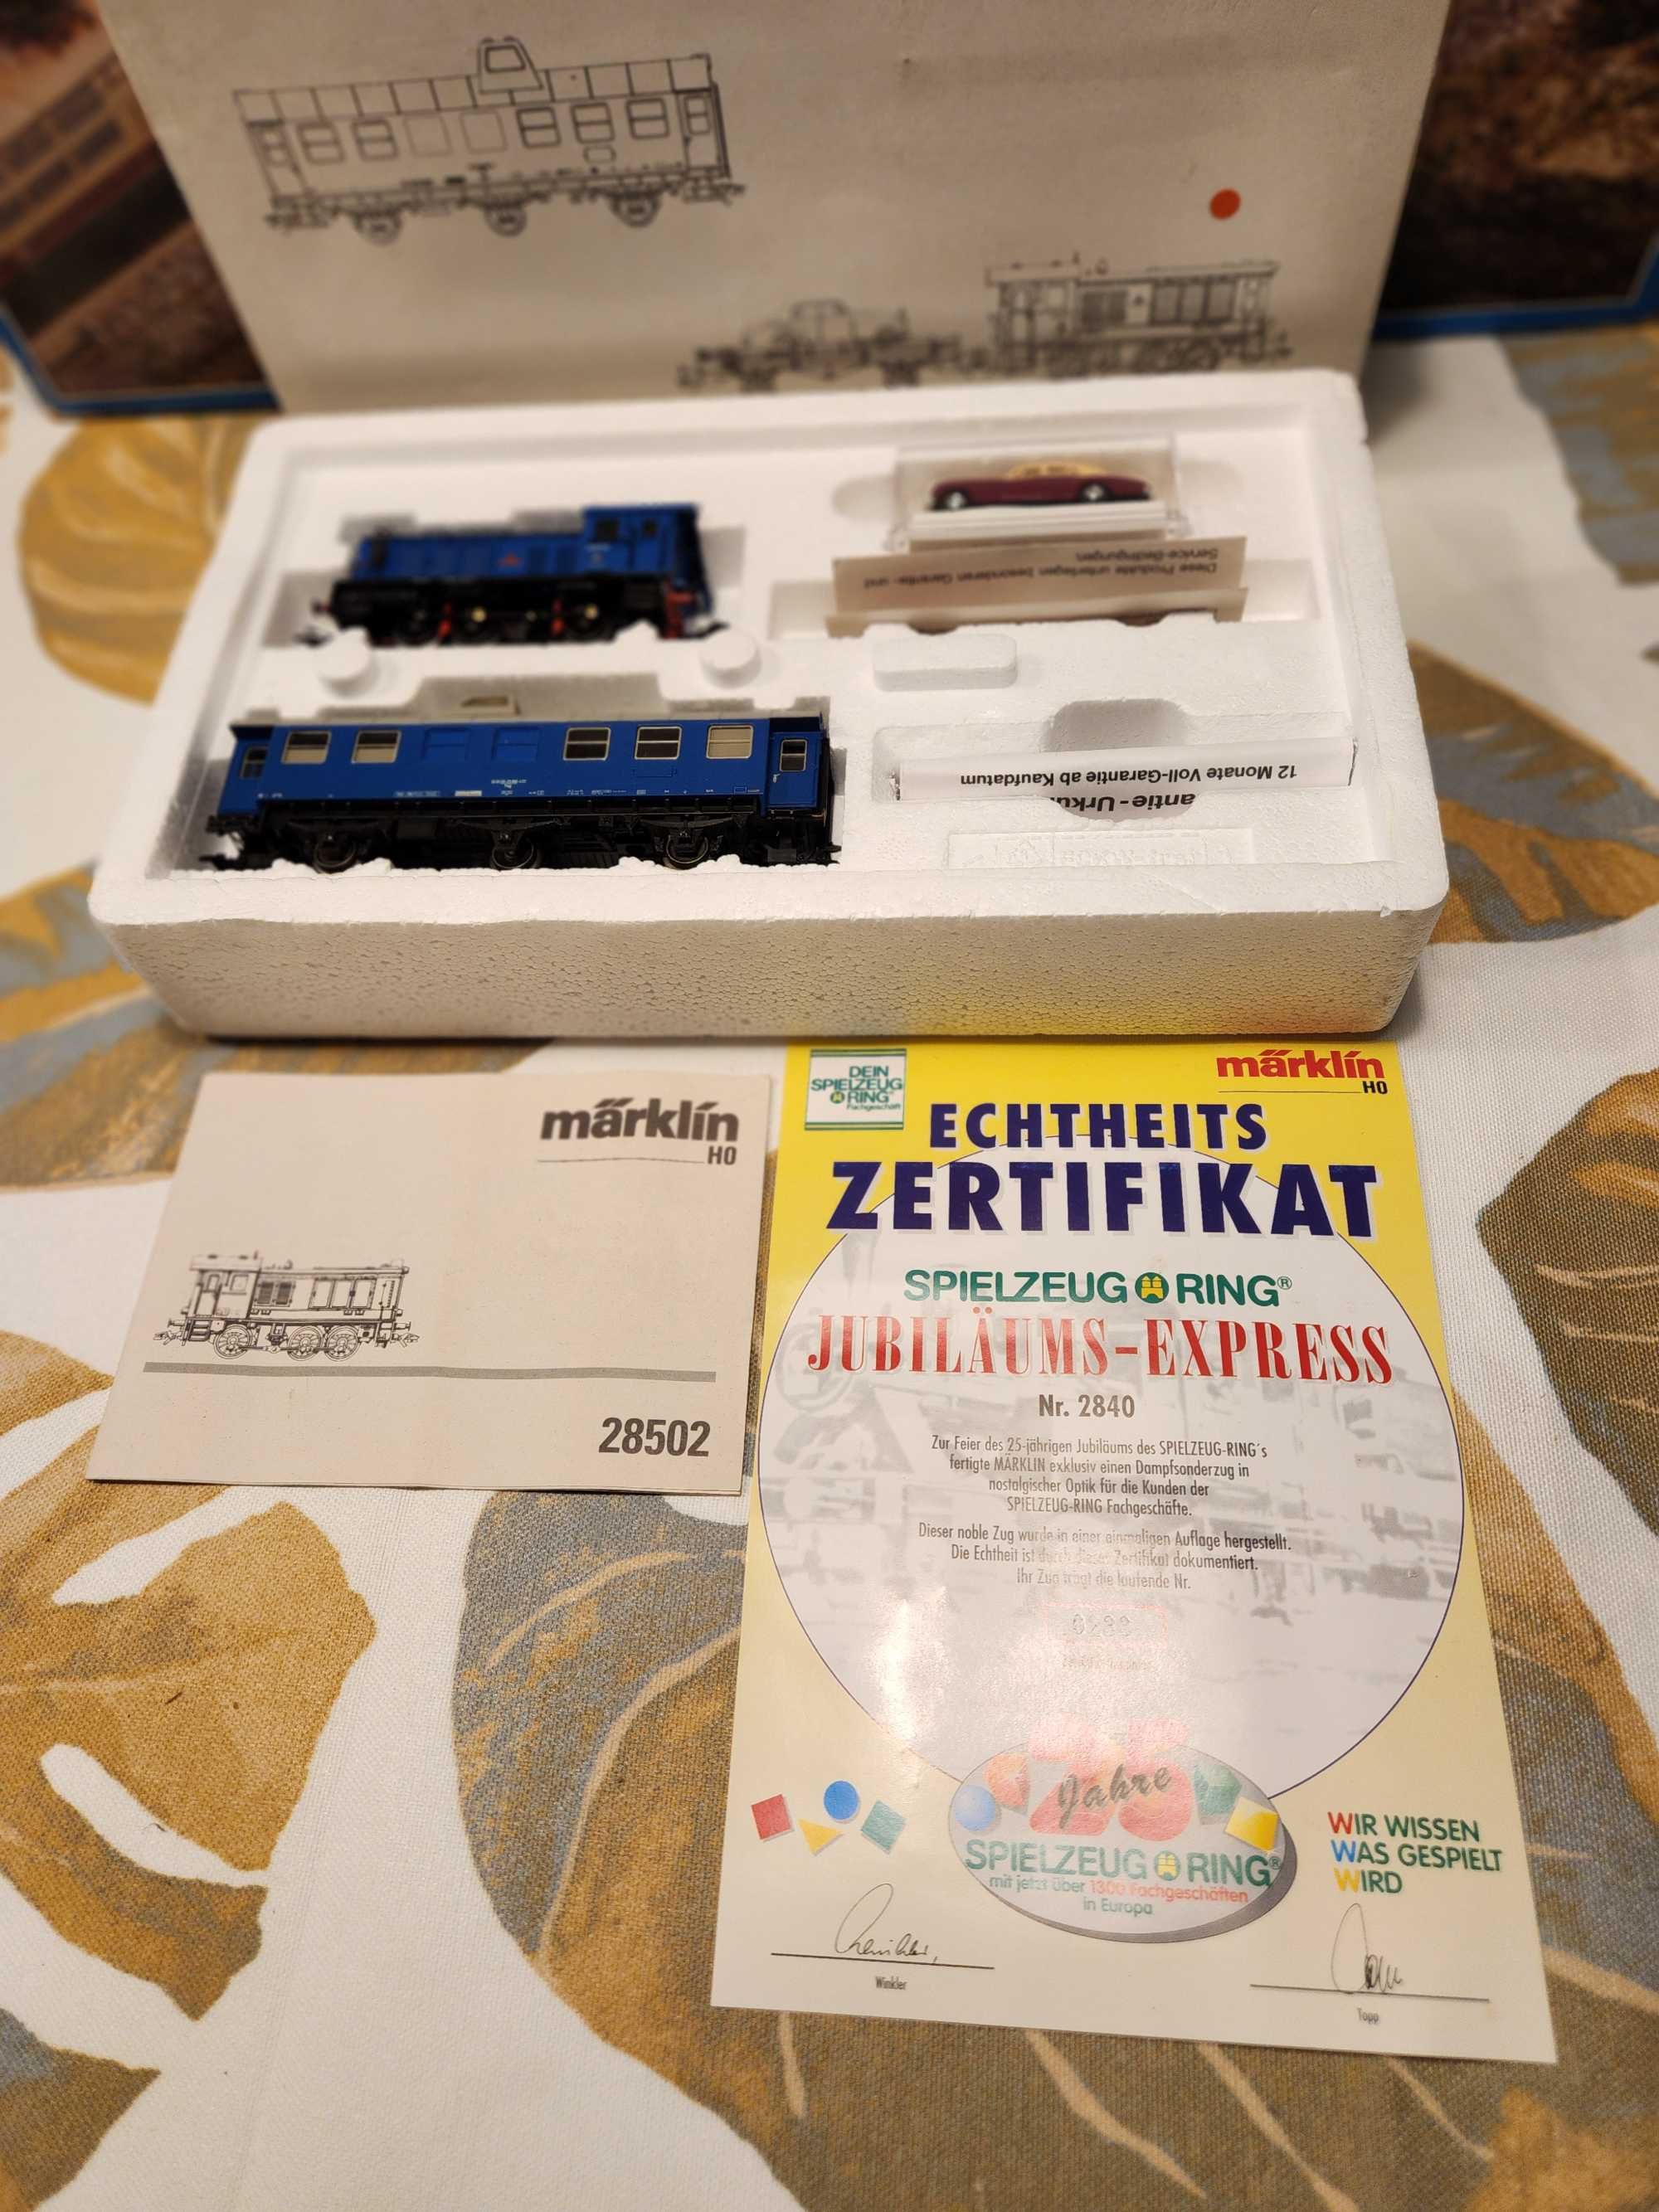 Diese Produkte unterliegen besonderen Garantie- und
Service-Bedingungen.
12 Monate Voll-Garantie ab Kaufdatum
märklin
H0
28502
DEIN
SPIELZEUG
RING
Fachgeschäft
märklin
H0
ECHTHEITS
ZERTIFIKAT
SPIELZEUG RING®
JUBILÄUMS-EXPRESS
Nr. 2840
Zur Feier des 25-jährigen Jubiläums des SPIELZEUG-RING´s
fertigte MÄRKLIN exklusiv einen Dampfsonderzug in
nostalgischer Optik für die Kunden der
SPIELZEUG-RING Fachgeschäfte.
Dieser noble Zug wurde in einer einmaligen Auflage hergestellt.
Die Echtheit ist durch dieses Zertifikat dokumentiert.
Ihr Zug trägt die laufende Nr.
25
Jahre
SPIELZEUG RING®
mit jetzt über 1300 Fachgeschäften
in Europa
WIR WISSEN
WAS GESPIELT
WIRD
Winkler
Topp